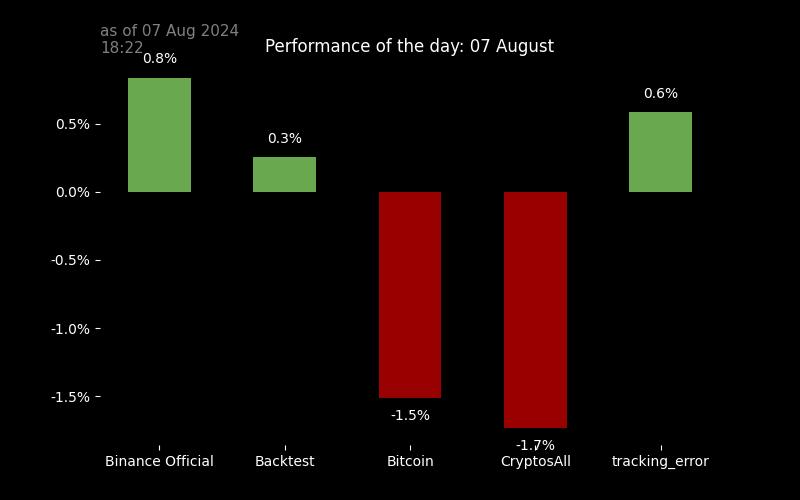 as of 07 Aug 2024
18:22
Performance of the day: 07 August
0.8%
0.3%
0.6%
0.5%
0.0%
-0.5%
-1.0%
-1.5%
-1.5%
-1.7%
Binance Official
Backtest
Bitcoin
CryptosAll
tracking_error